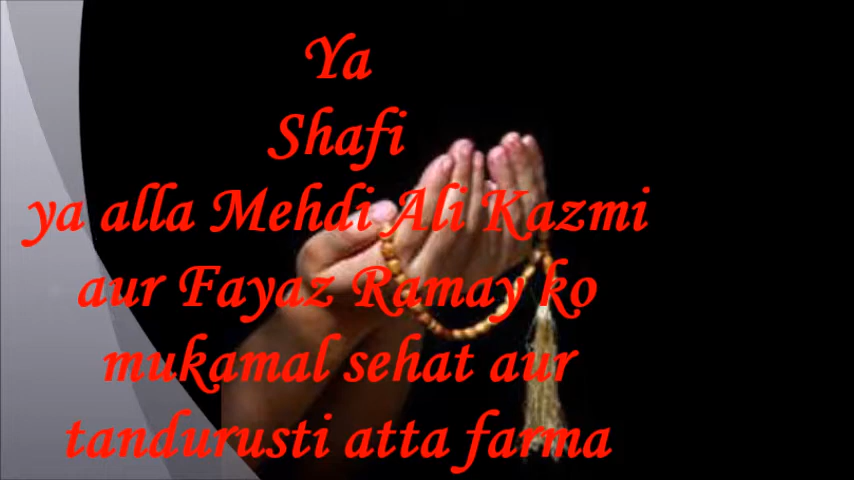 Ya
Shafi
ya alla Mehdi Ali Kazmi
aur Fayaz Ramay ko
mukamal sehat aur
tandurusti atta farma